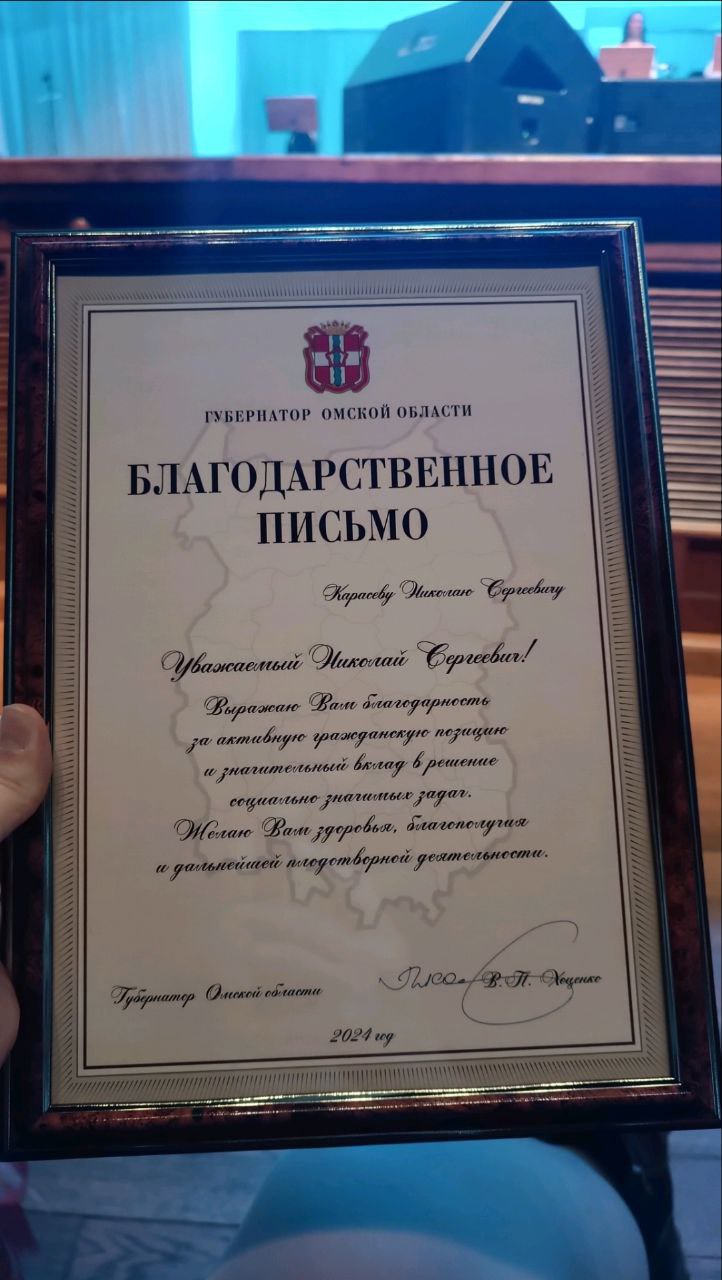 ГУБЕРНАТОР ОМСКОЙ ОБЛАСТИ
БЛАГОДАРСТВЕННОЕ
ПИСЬМО
Карасеву Николаю Сергеевичу
Уважаемый Николай Сергеевич!
Выражаю Вам благодарность
за активную гражданскую позицию
и значительный вклад в решение
социально значимых задач.
Желаю Вам здоровья, благополучия
и дальнейшей плодотворной деятельности.
Губернатор Омской области В. П. Хоценко
2024 год